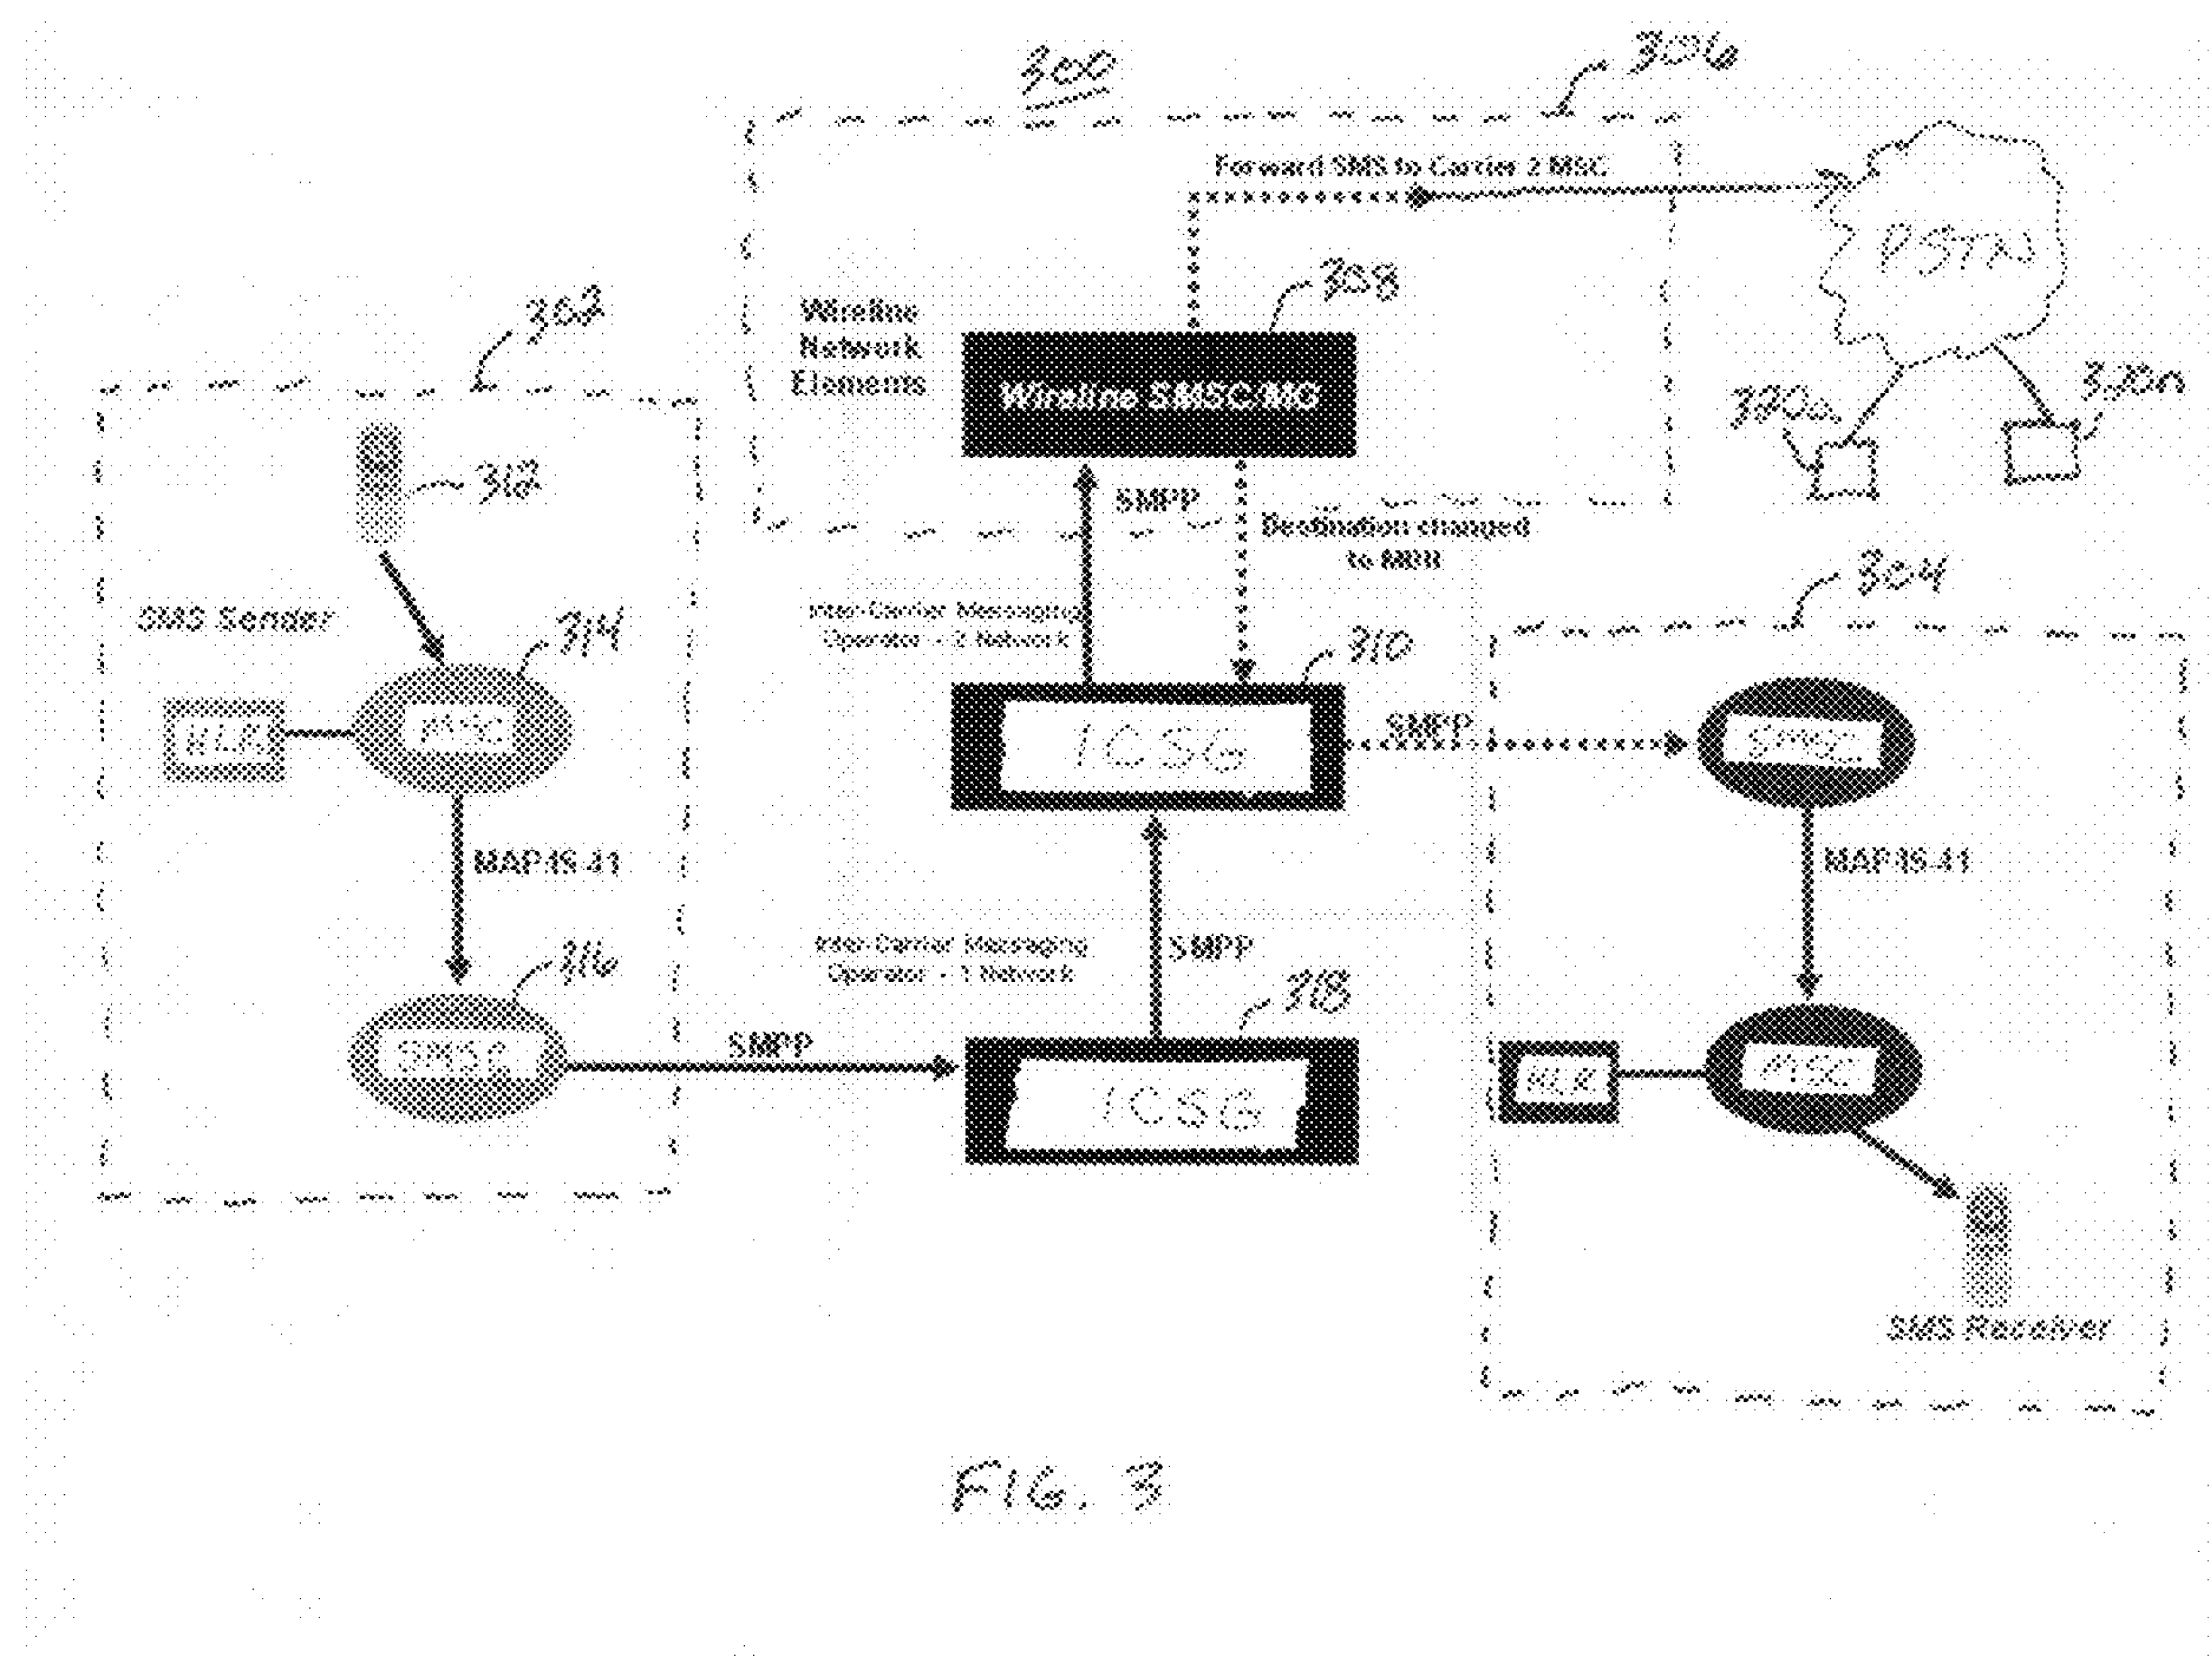 300
306
Forward SMS to Carrier 2 MSC
PSTN
308
302
Wireline
Network
Elements
Wireline SMSC/MG
320a
320n
312
SMPP
Destination changed
to MDN
304
SMS Sender
314
Inter-Carrier Messaging
Operator - 2 Network
310
HLR
MSC
ICSG
SMPP
SMSC
MAP-IS-41
MAP-IS-41
316
Inter-Carrier Messaging
Operator - 1 Network
SMPP
318
SMSC
SMPP
ICSG
HLR
MSC
SMS Receiver
FIG. 3